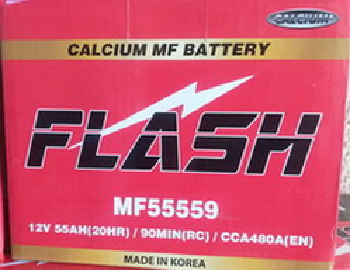 CALCIUM
CALCIUM MF BATTERY
FLASH
MF55559
12V 55AH(20HR) / 90MIN(RC) / CCA480A(EN)
MADE IN KOREA